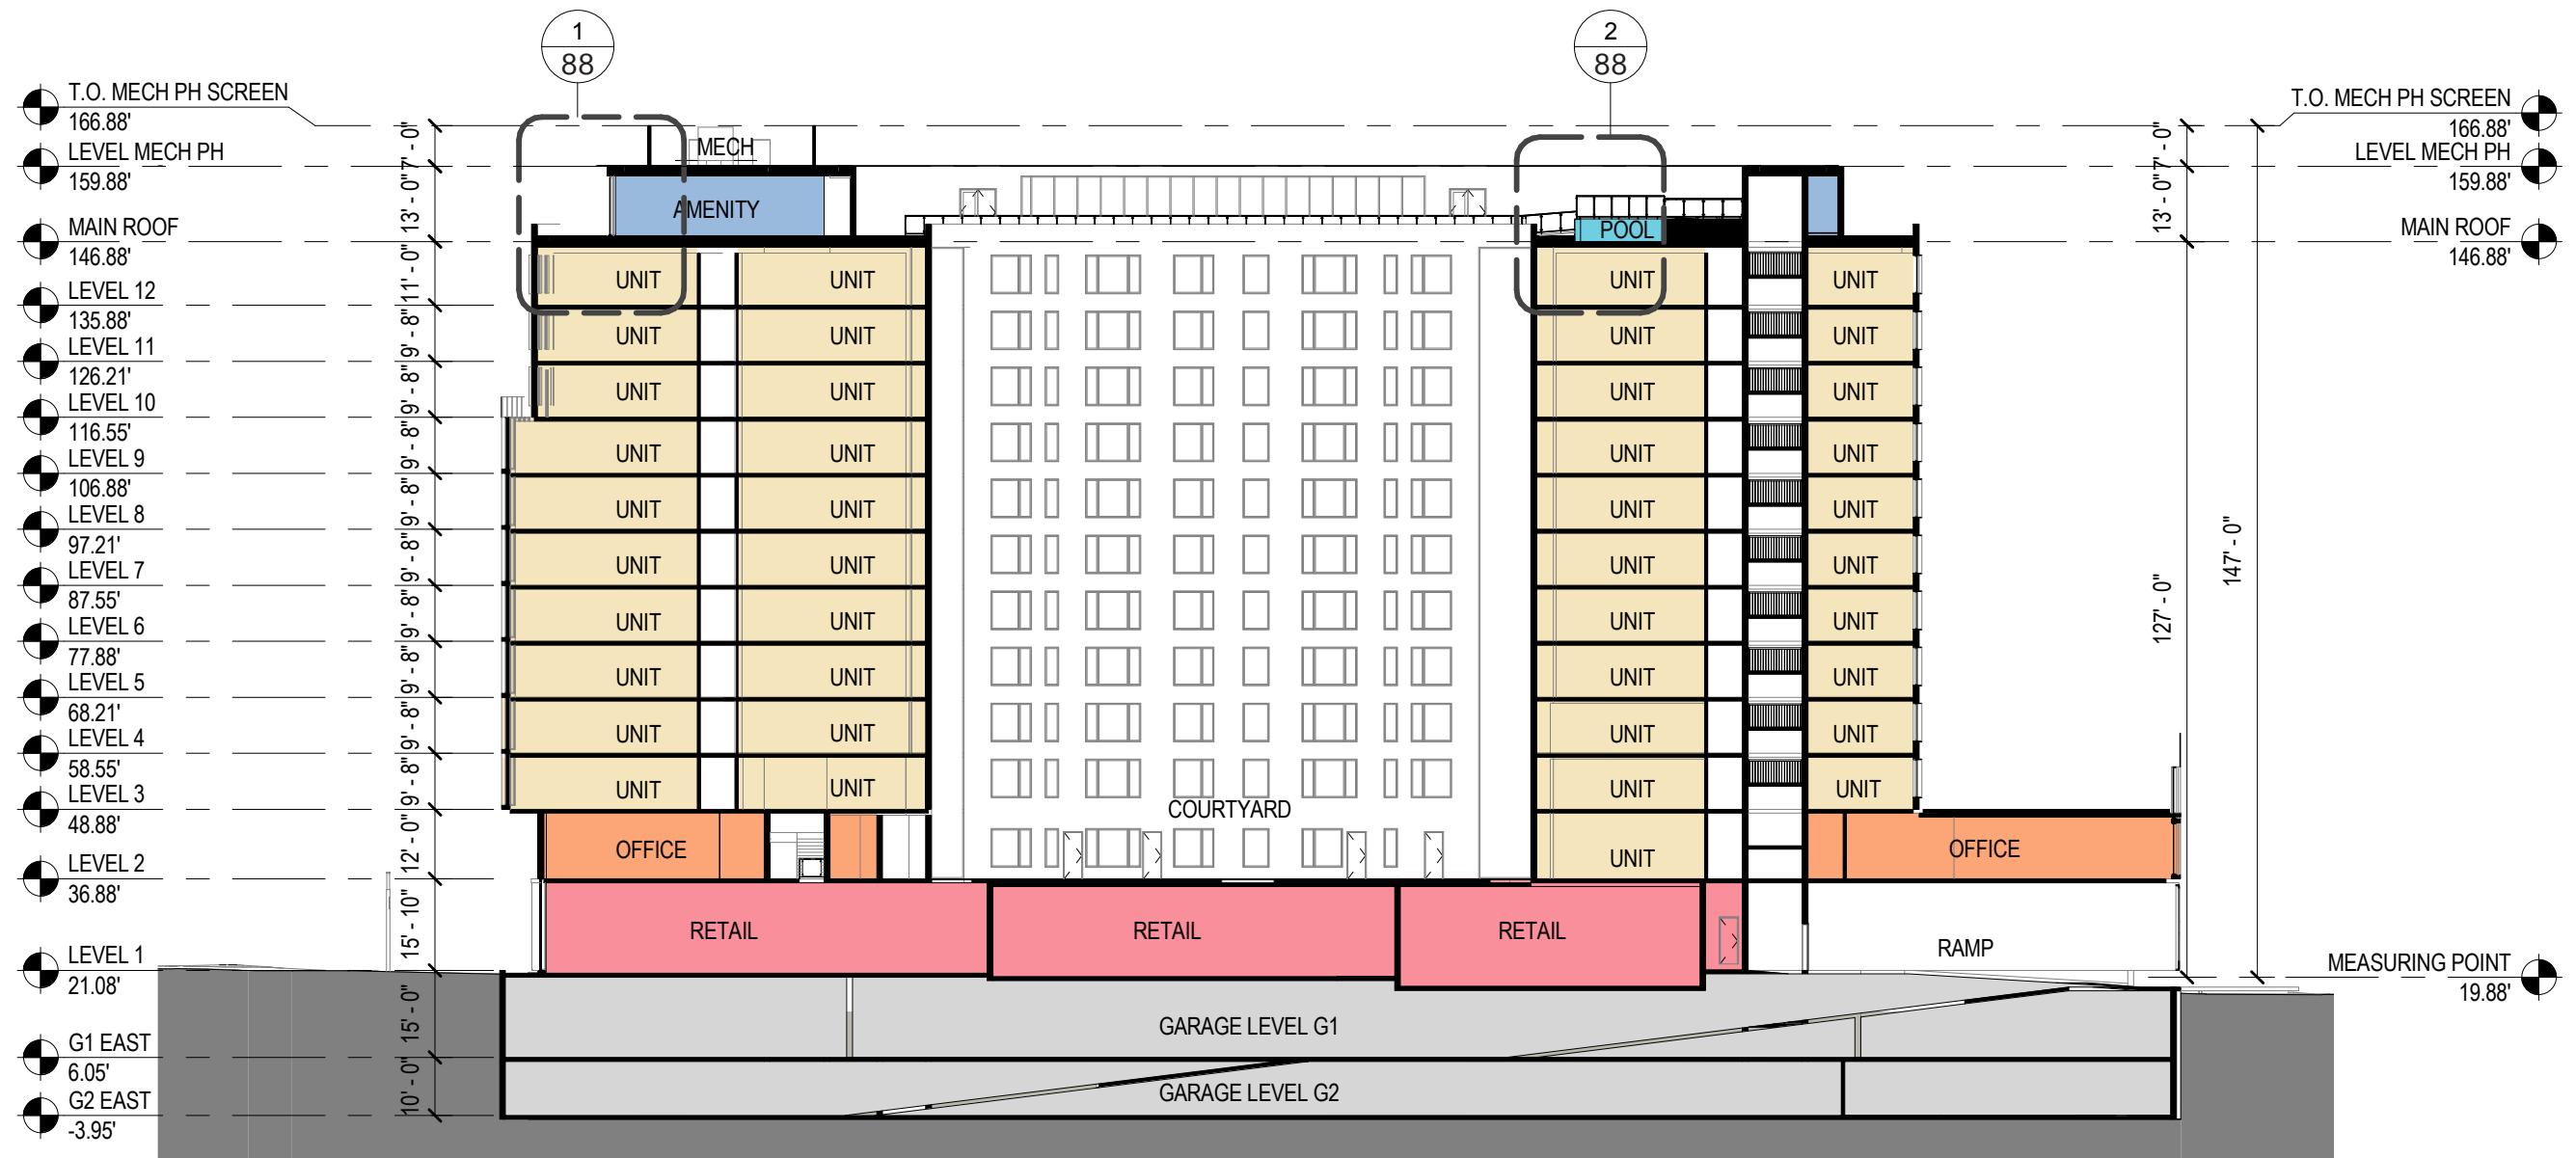 1
88
2
88
T.O. MECH PH SCREEN
166.88'
LEVEL MECH PH
159.88'
MAIN ROOF
146.88'
LEVEL 12
135.88'
LEVEL 11
126.21'
LEVEL 10
116.55'
LEVEL 9
106.88'
LEVEL 8
97.21'
LEVEL 7
87.55'
LEVEL 6
77.88'
LEVEL 5
68.21'
LEVEL 4
58.55'
LEVEL 3
48.88'
LEVEL 2
36.88'
LEVEL 1
21.08'
G1 EAST
6.05'
G2 EAST
-3.95'
7' - 0"
13' - 0"
11' - 0"
9' - 8"
9' - 8"
9' - 8"
9' - 8"
9' - 8"
9' - 8"
9' - 8"
9' - 8"
9' - 8"
12' - 0"
15' - 10"
15' - 0"
10' - 0"
MECH
AMENITY
POOL
UNIT UNIT UNIT UNIT
UNIT UNIT UNIT UNIT
UNIT UNIT UNIT UNIT
UNIT UNIT UNIT UNIT
UNIT UNIT UNIT UNIT
UNIT UNIT UNIT UNIT
UNIT UNIT UNIT UNIT
UNIT UNIT UNIT UNIT
UNIT UNIT UNIT UNIT
UNIT UNIT UNIT UNIT
COURTYARD
OFFICE UNIT OFFICE
RETAIL RETAIL RETAIL
RAMP
GARAGE LEVEL G1
GARAGE LEVEL G2
T.O. MECH PH SCREEN
166.88'
LEVEL MECH PH
159.88'
MAIN ROOF
146.88'
MEASURING POINT
19.88'
7' - 0"
13' - 0"
127' - 0"
147' - 0"